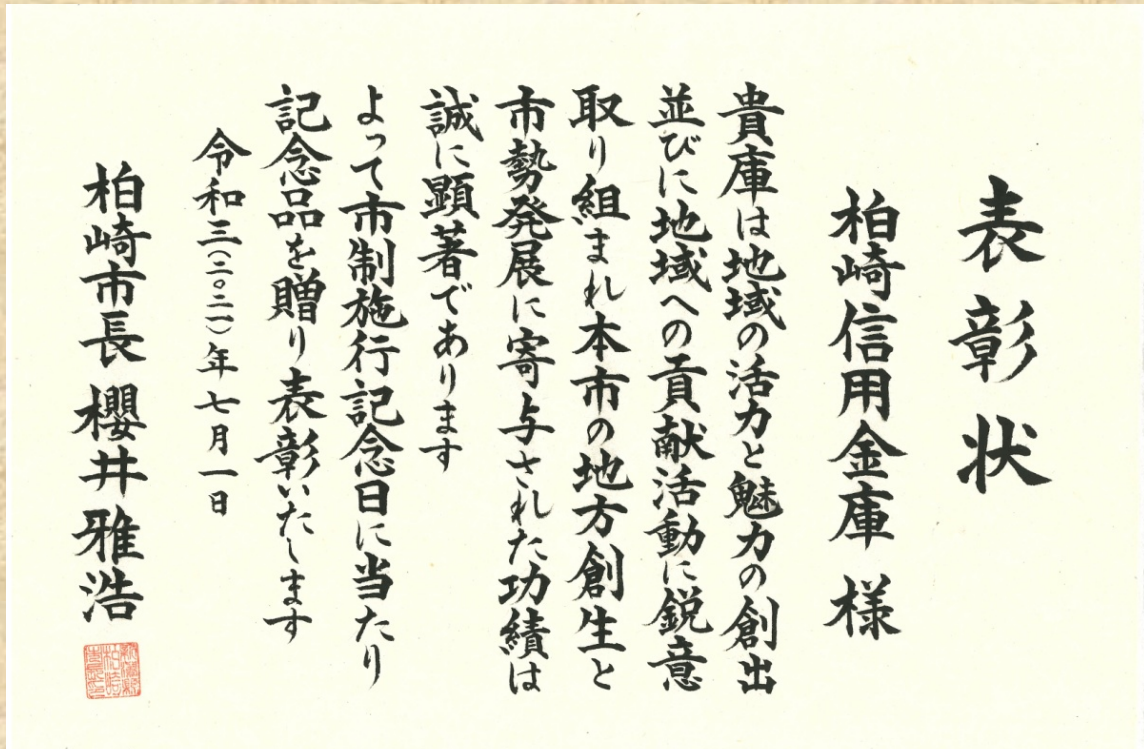 表彰状
柏崎信用金庫 様
貴庫は地域の活力と魅力の創出
並びに地域への貢献活動に鋭意
取り組まれ本市の地方創生と
市勢発展に寄与された功績は
誠に顕著であります
よって市制施行記念日に当たり
記念品を贈り表彰いたします
令和三(二〇二一)年七月一日
柏崎市長 櫻井雅浩